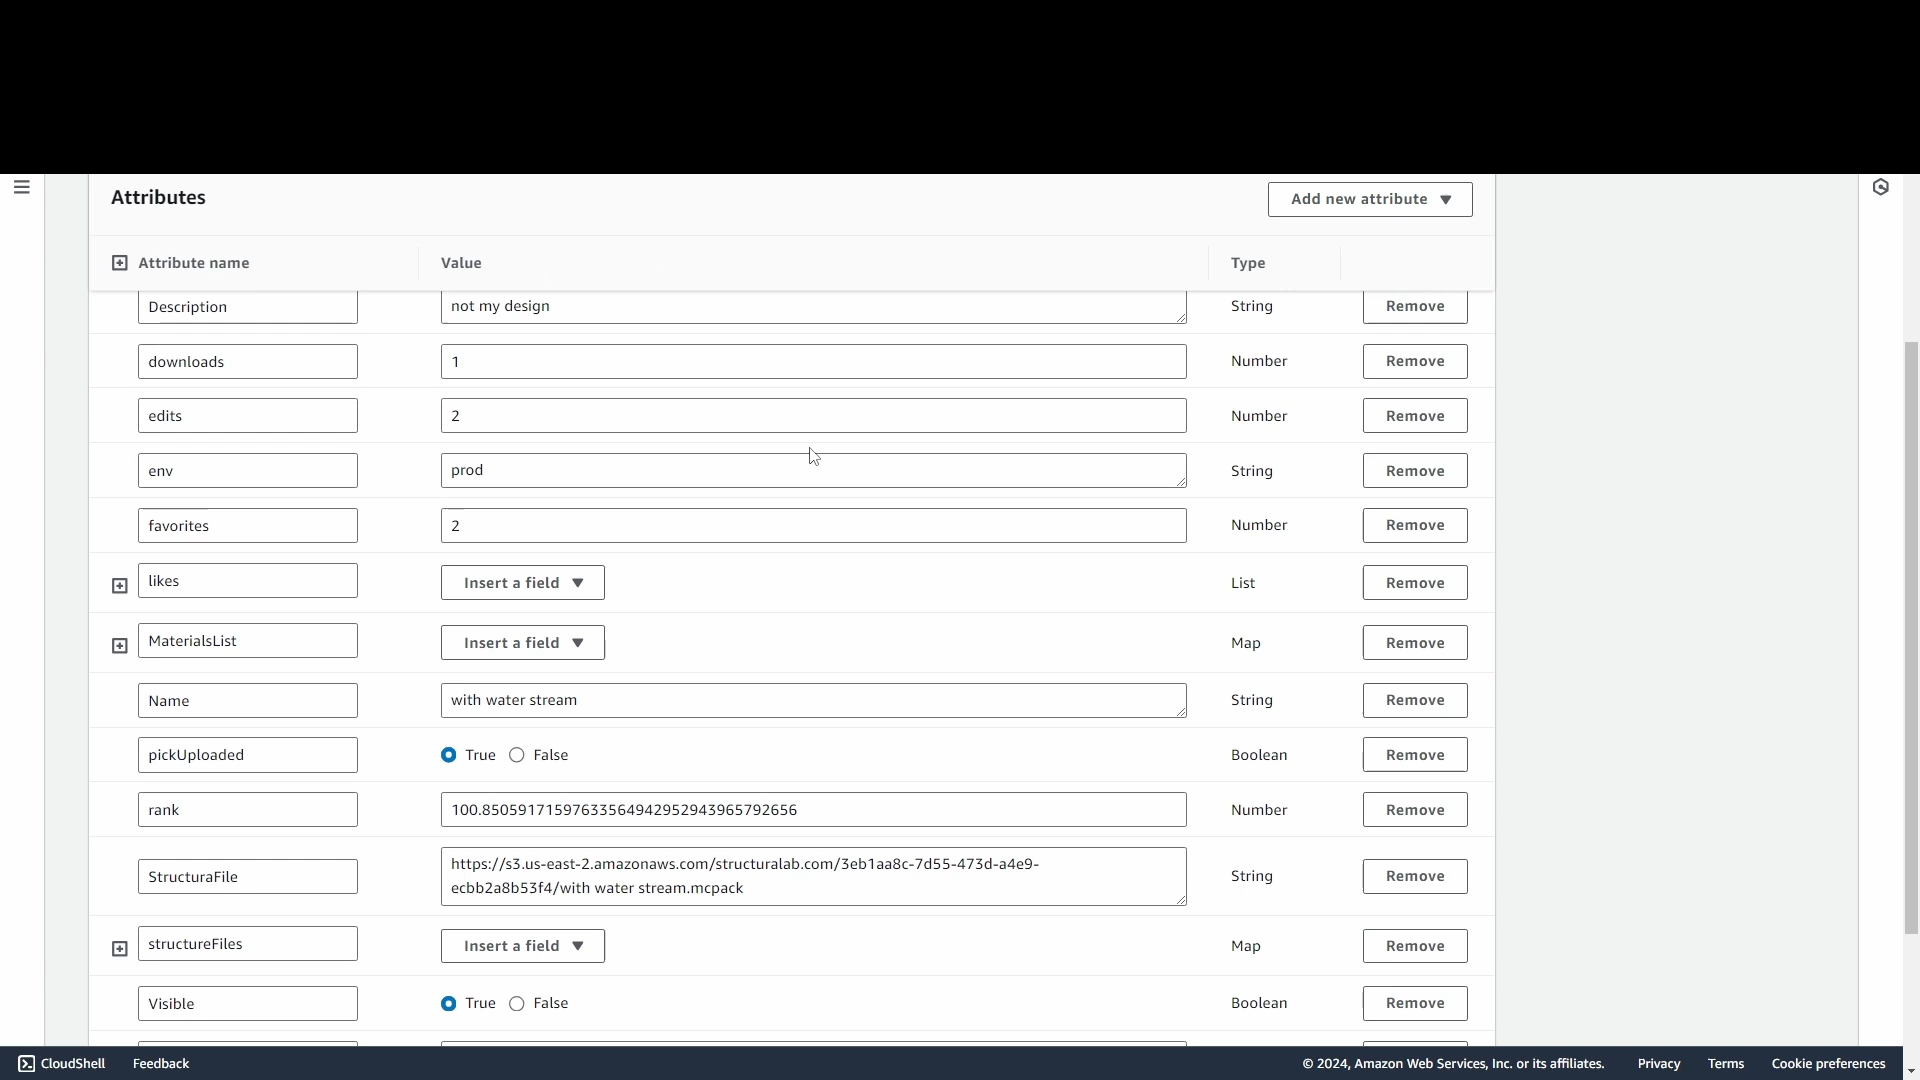 Attributes
Add new attribute
Attribute name Value Type
Description not my design String Remove
downloads 1 Number Remove
edits 2 Number Remove
env prod String Remove
favorites 2 Number Remove
likes Insert a field List Remove
MaterialsList Insert a field Map Remove
Name with water stream String Remove
pickUploaded True False Boolean Remove
rank 100.85059171597633564942952943965792656 Number Remove
StructuraFile https://s3.us-east-2.amazonaws.com/structuralab.com/3eb1aa8c-7d55-473d-a4e9-
ecbb2a8b53f4/with water stream.mcpack String Remove
structureFiles Insert a field Map Remove
Visible True False Boolean Remove
CloudShell Feedback © 2024, Amazon Web Services, Inc. or its affiliates. Privacy Terms Cookie preferences